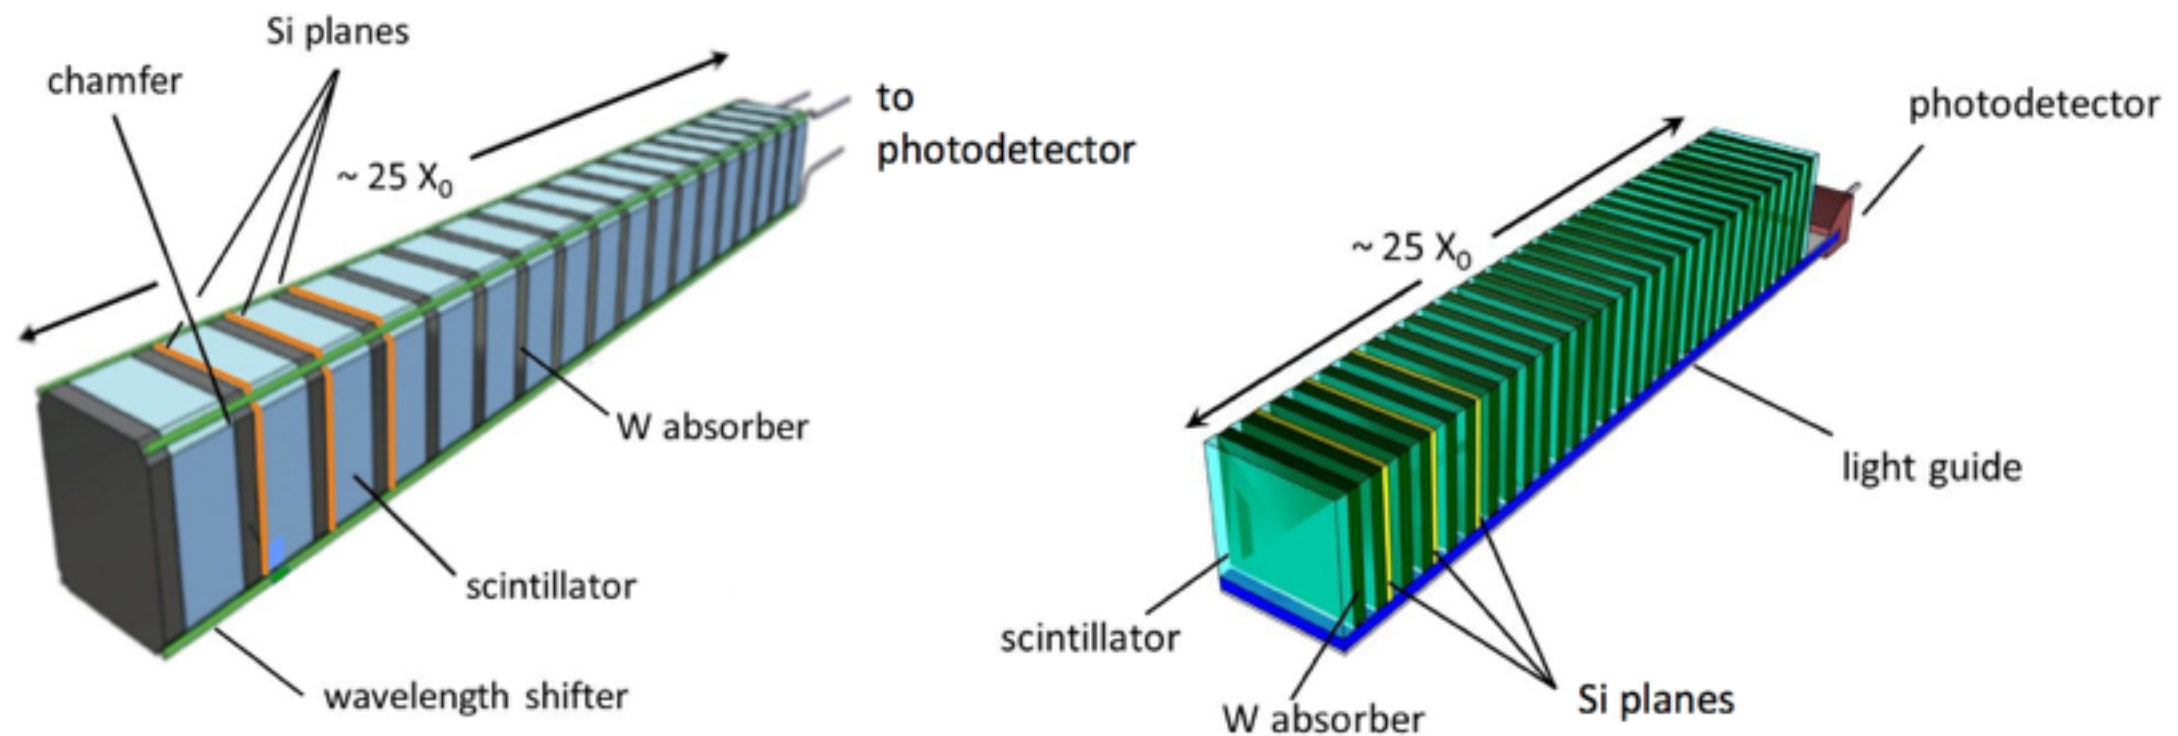 Si planes
chamfer
~ 25 X₀
to
photodetector
W absorber
scintillator
wavelength shifter
photodetector
~ 25 X₀
light guide
scintillator
W absorber
Si planes